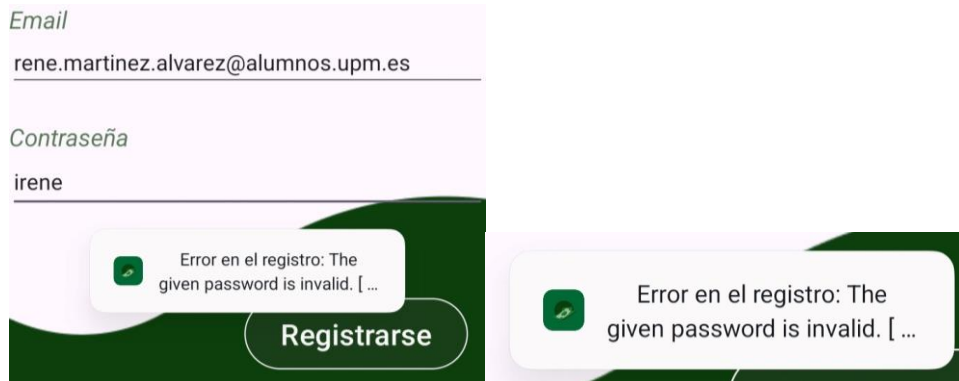 Email
rene.martinez.alvarez@alumnos.upm.es
Contraseña
irene
Error en el registro: The
given password is invalid. [ ...
Registrarse
Error en el registro: The
given password is invalid. [ ...